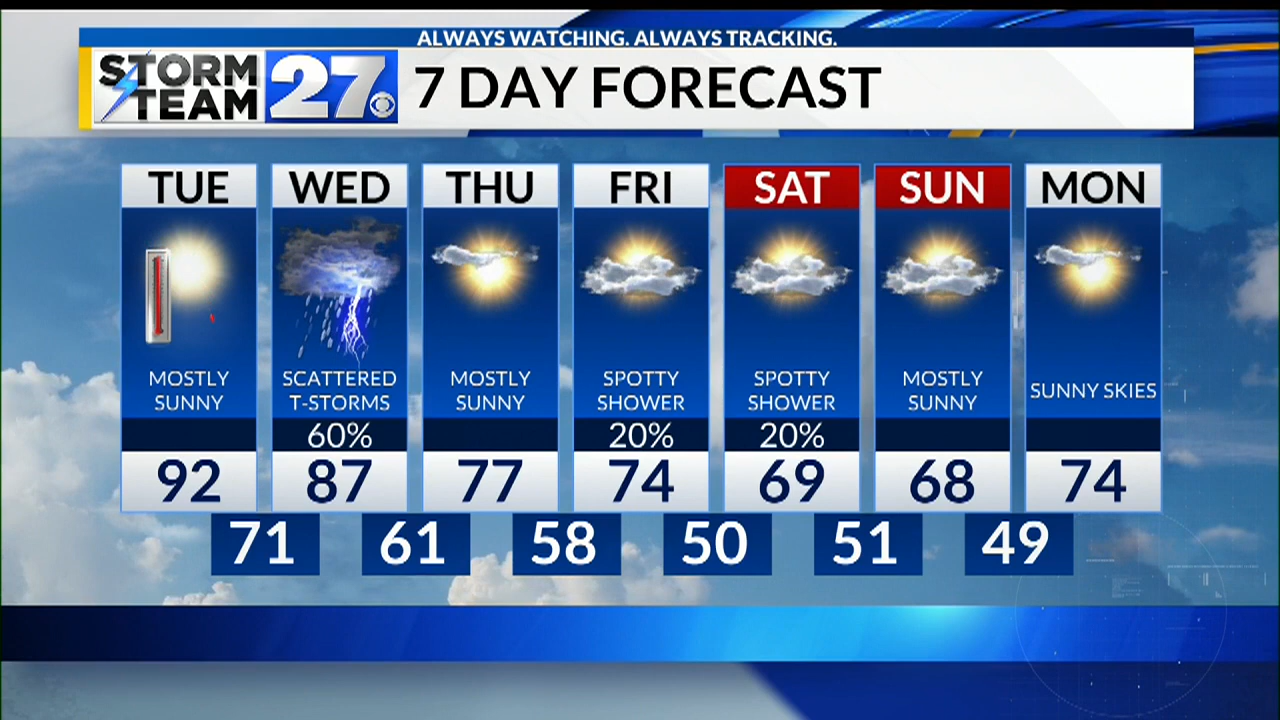 ALWAYS WATCHING. ALWAYS TRACKING.
STORM
TEAM
27
7 DAY FORECAST
TUE WED THU FRI SAT SUN MON
MOSTLY SUNNY
SCATTERED T-STORMS
MOSTLY SUNNY
SPOTTY SHOWER
SPOTTY SHOWER
MOSTLY SUNNY
SUNNY SKIES
60% 20% 20%
92 87 77 74 69 68 74
71 61 58 50 51 49